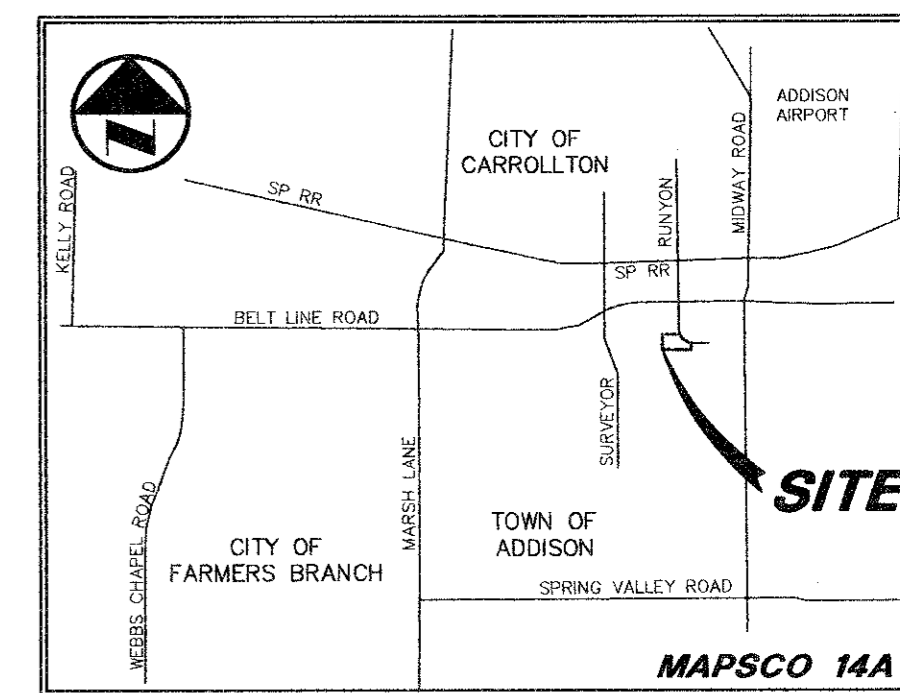 ADDISON
AIRPORT
CITY OF
CARROLLTON
MIDWAY ROAD
RUNYON
KELLY ROAD
SP RR
SP RR
BELT LINE ROAD
SURVEYOR
MARSH LANE
SITE
WEBBS CHAPEL ROAD
TOWN OF
ADDISON
CITY OF
FARMERS BRANCH
SPRING VALLEY ROAD
MAPSCO 14A